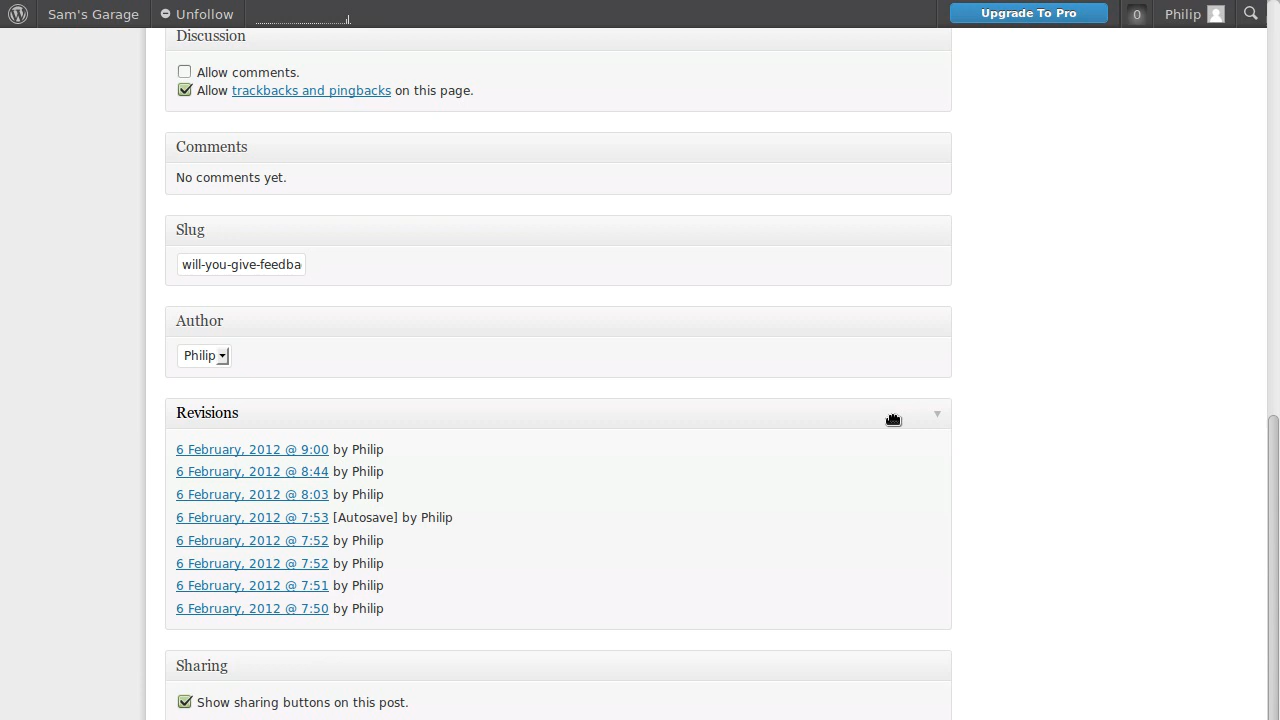 Sam's Garage Unfollow Upgrade To Pro 0 Philip
Discussion
Allow comments.
Allow trackbacks and pingbacks on this page.
Comments
No comments yet.
Slug
will-you-give-feedba
Author
Philip
Revisions
6 February, 2012 @ 9:00 by Philip
6 February, 2012 @ 8:44 by Philip
6 February, 2012 @ 8:03 by Philip
6 February, 2012 @ 7:53 [Autosave] by Philip
6 February, 2012 @ 7:52 by Philip
6 February, 2012 @ 7:52 by Philip
6 February, 2012 @ 7:51 by Philip
6 February, 2012 @ 7:50 by Philip
Sharing
Show sharing buttons on this post.